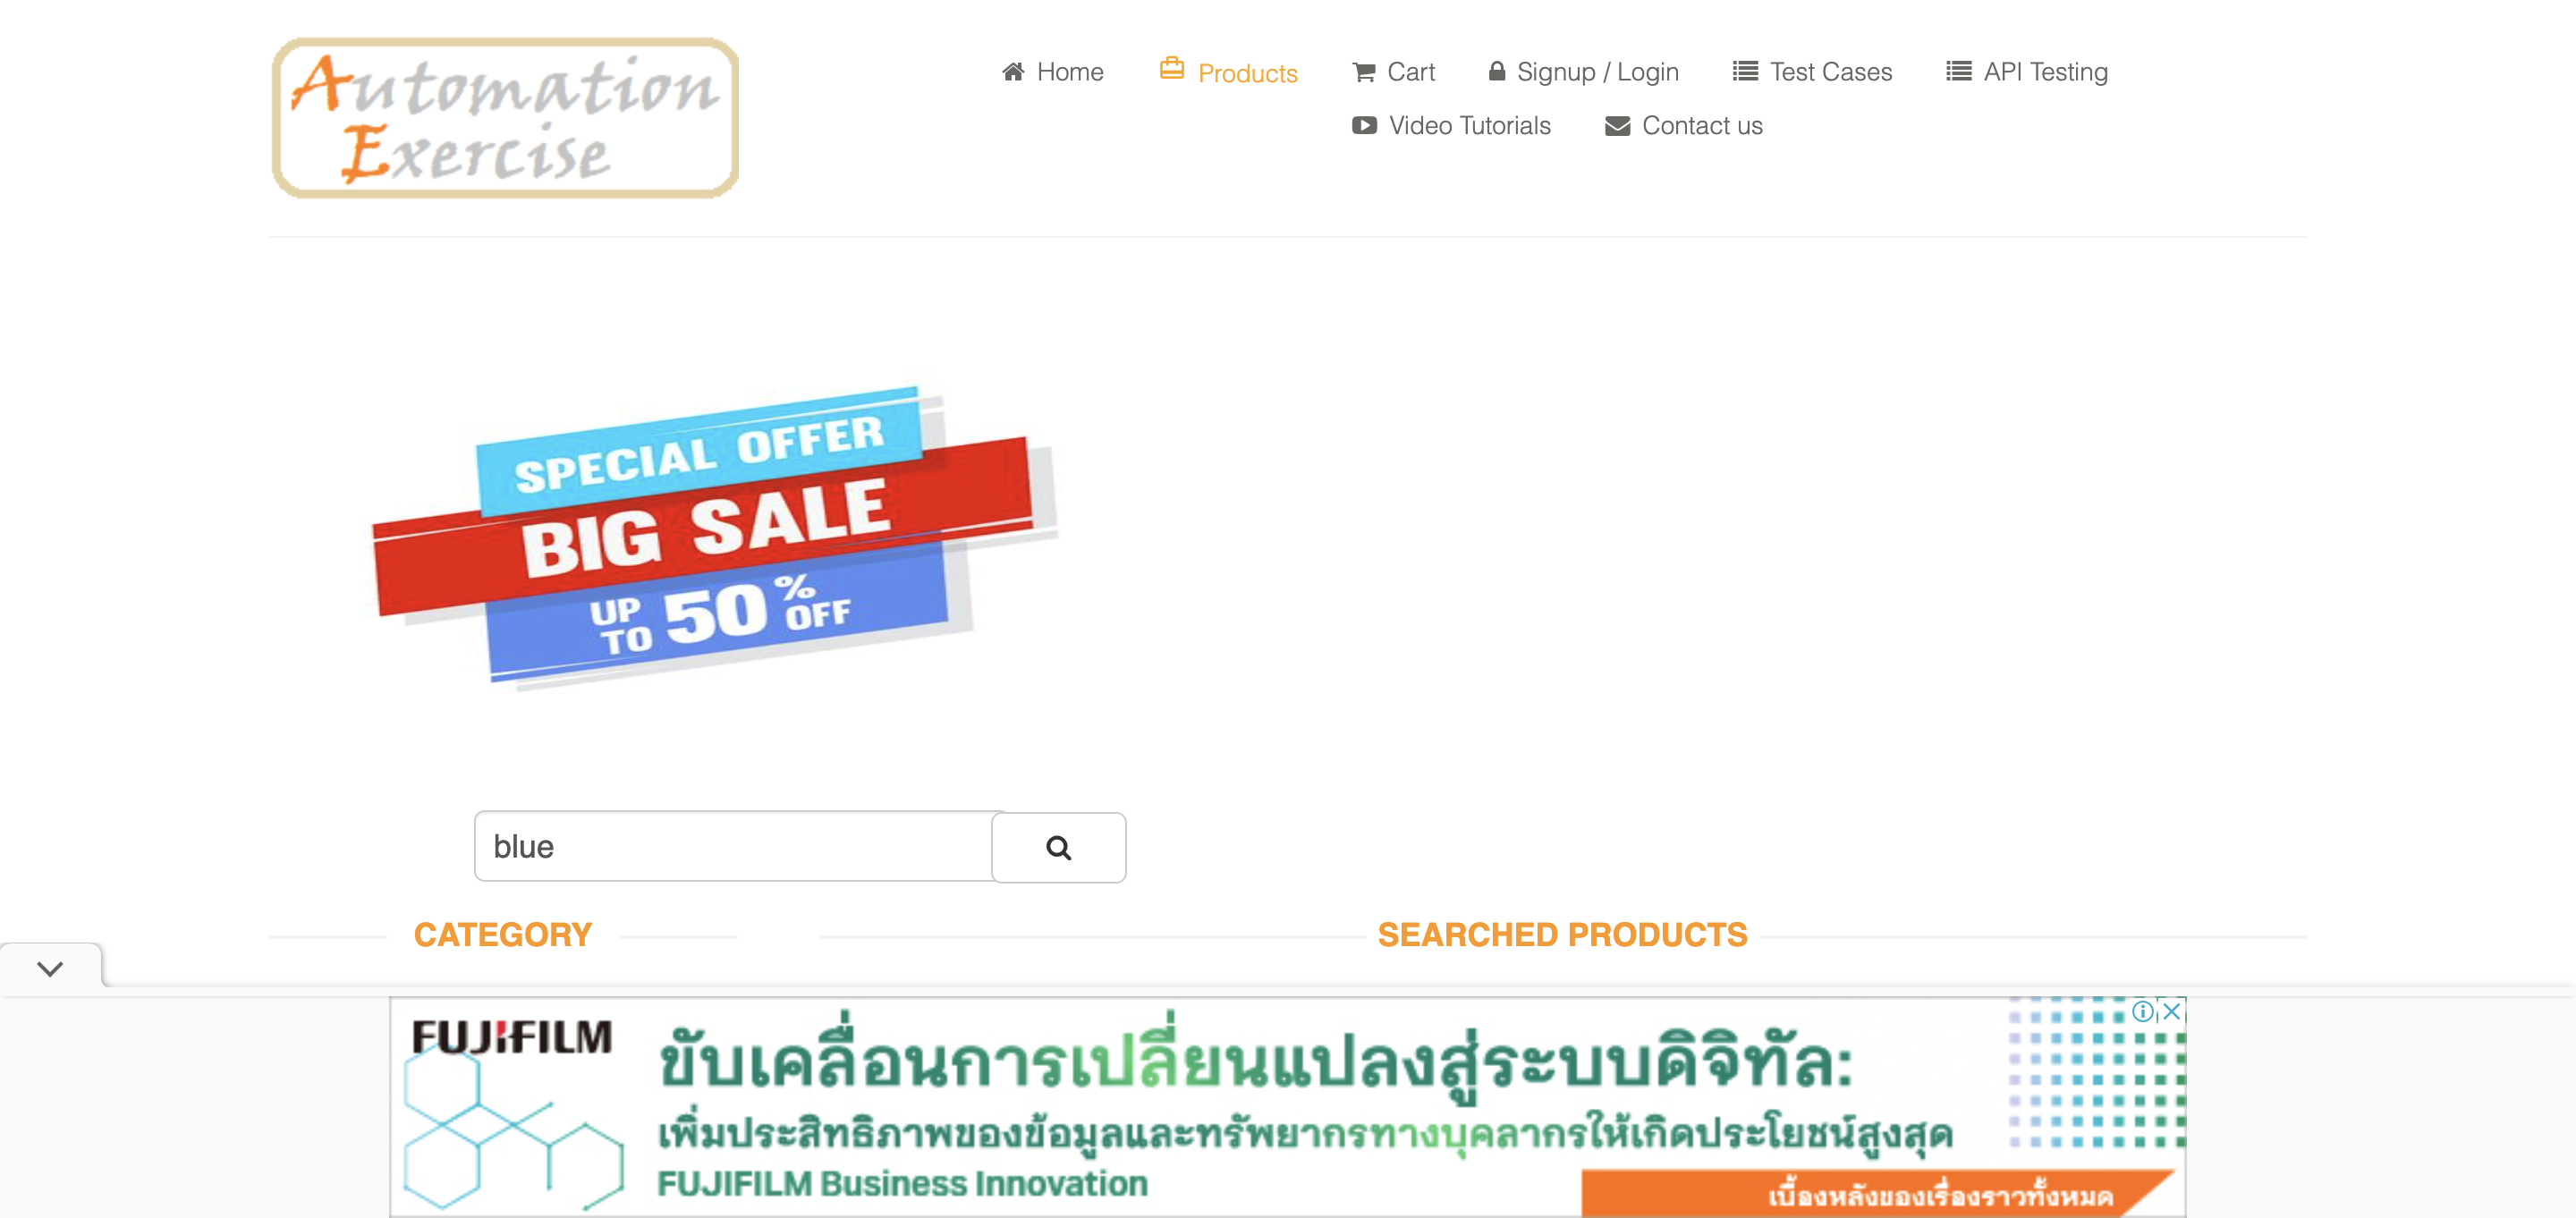 Automation
Exercise
Home
Products
Cart
Signup / Login
Test Cases
API Testing
Video Tutorials
Contact us
SPECIAL OFFER
BIG SALE
UP TO 50% OFF
blue
CATEGORY
SEARCHED PRODUCTS
FUJIFILM
ขับเคลื่อนการเปลี่ยนแปลงสู่ระบบดิจิทัล:
เพิ่มประสิทธิภาพของข้อมูลและทรัพยากรทางบุคลากรให้เกิดประโยชน์สูงสุด
FUJIFILM Business Innovation
เบื้องหลังของเรื่องราวทั้งหมด